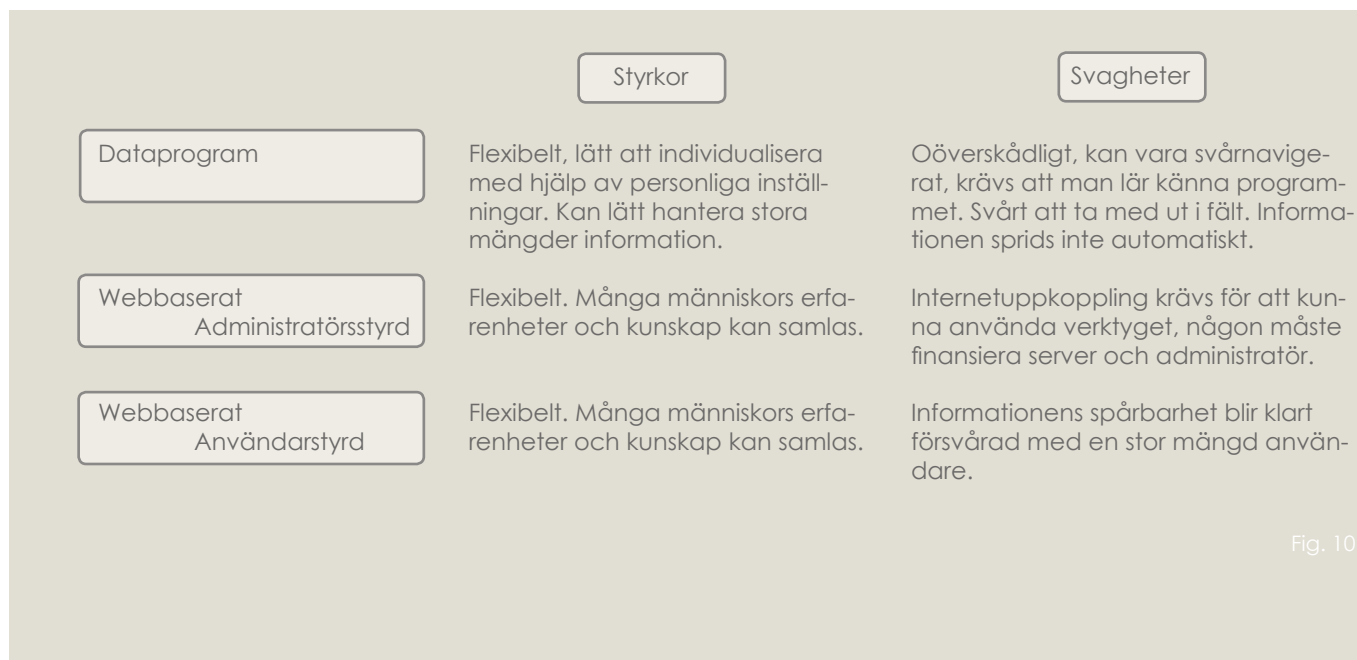 Styrkor
Svagheter
Dataprogram
Flexibelt, lätt att individualisera
med hjälp av personliga inställ-
ningar. Kan lätt hantera stora
mängder information.
Oöverskådligt, kan vara svårnavige-
rat, krävs att man lär känna program-
met. Svårt att ta med ut i fält. Informa-
tionen sprids inte automatiskt.
Webbaserat
Administratörsstyrd
Flexibelt. Många människors erfa-
renheter och kunskap kan samlas.
Internetuppkoppling krävs för att kun-
na använda verktyget, någon måste
finansiera server och administratör.
Webbaserat
Användarstyrd
Flexibelt. Många människors erfa-
renheter och kunskap kan samlas.
Informationens spårbarhet blir klart
försvårad med en stor mängd använ-
dare.
Fig. 10